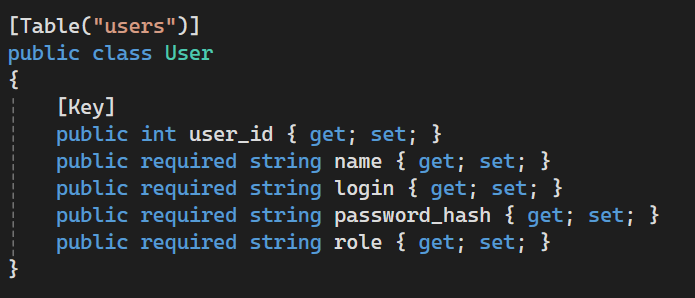 [Table("users")]
public class User
{
    [Key]
    public int user_id { get; set; }
    public required string name { get; set; }
    public required string login { get; set; }
    public required string password_hash { get; set; }
    public required string role { get; set; }
}